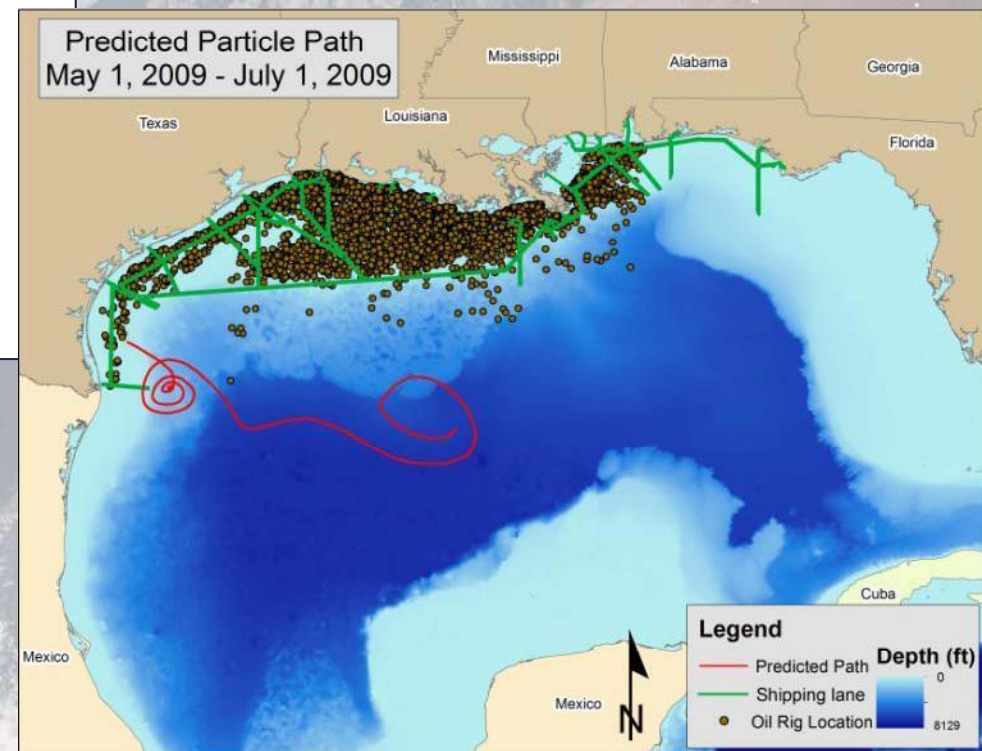 Predicted Particle Path
May 1, 2009 - July 1, 2009
Mississippi
Alabama
Georgia
Louisiana
Texas
Florida
Cuba
Mexico
Mexico
N
Legend
Predicted Path
Shipping lane
Oil Rig Location
Depth (ft)
0
8129